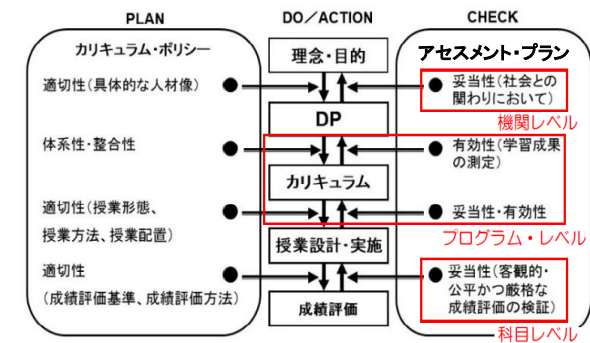 PLAN
DO／ACTION
CHECK
カリキュラム・ポリシー
適切性（具体的な人材像）
体系性・整合性
適切性（授業形態、
授業方法、授業配置）
適切性
（成績評価基準、成績評価方法）
理念・目的
DP
カリキュラム
授業設計・実施
成績評価
アセスメント・プラン
妥当性（社会との
関わりにおいて）
機関レベル
有効性（学習成果
の測定）
妥当性・有効性
プログラム・レベル
妥当性（客観的・
公平かつ厳格な
成績評価の検証）
科目レベル